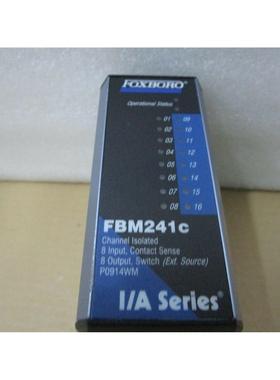 FOXBORO®
Operational Status
01 09
02 10
03 11
04 12
05 13
06 14
07 15
08 16
FBM241c
Channel Isolated
8 Input, Contact Sense
8 Output, Switch (Ext. Source)
P0914WM
I/A Series®